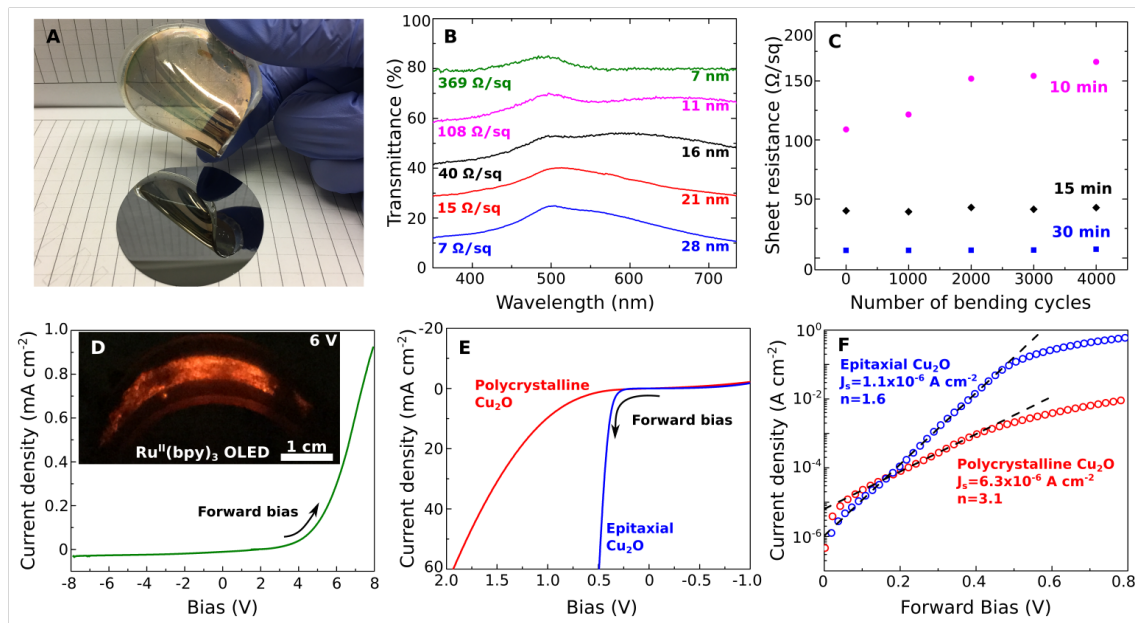 A
B
Transmittance (%)
100
80
60
40
20
0
369 Ω/sq
7 nm
108 Ω/sq
11 nm
40 Ω/sq
16 nm
15 Ω/sq
21 nm
7 Ω/sq
28 nm
400
500
600
700
Wavelength (nm)
C
Sheet resistance (Ω/sq)
200
150
100
50
0
10 min
15 min
30 min
0
1000
2000
3000
4000
Number of bending cycles
D
6 V
Ru^II(bpy)₃ OLED
1 cm
Current density (mA cm⁻²)
1.0
0.8
0.6
0.4
0.2
0
Forward bias
-8
-6
-4
-2
0
2
4
6
8
Bias (V)
E
Current density (mA cm⁻²)
-20
0
20
40
60
Polycrystalline
Cu₂O
Forward bias
Epitaxial
Cu₂O
2.0
1.5
1.0
0.5
0
-0.5
-1.0
Bias (V)
F
Current density (A cm⁻²)
10⁰
10⁻²
10⁻⁴
10⁻⁶
Epitaxial Cu₂O
Jₛ=1.1x10⁻⁶ A cm⁻²
n=1.6
Polycrystalline Cu₂O
Jₛ=6.3x10⁻⁶ A cm⁻²
n=3.1
0
0.2
0.4
0.6
0.8
Forward Bias (V)